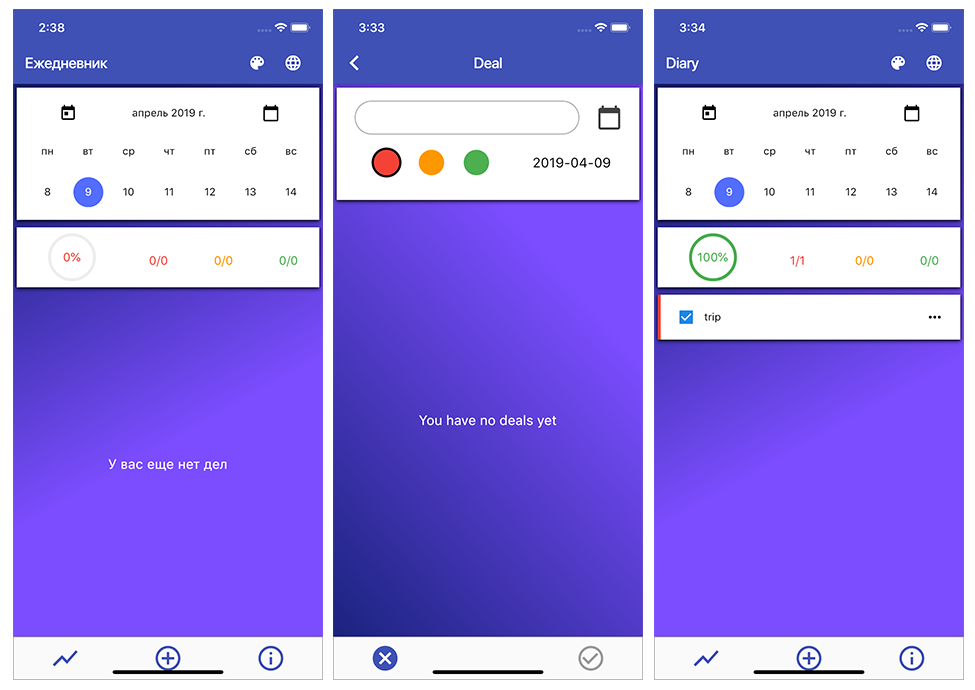 2:38
Ежедневник
апрель 2019 г.
пн вт ср чт пт сб вс
8 9 10 11 12 13 14
0% 0/0 0/0 0/0
У вас еще нет дел
3:33
Deal
2019-04-09
You have no deals yet
3:34
Diary
апрель 2019 г.
пн вт ср чт пт сб вс
8 9 10 11 12 13 14
100% 1/1 0/0 0/0
trip